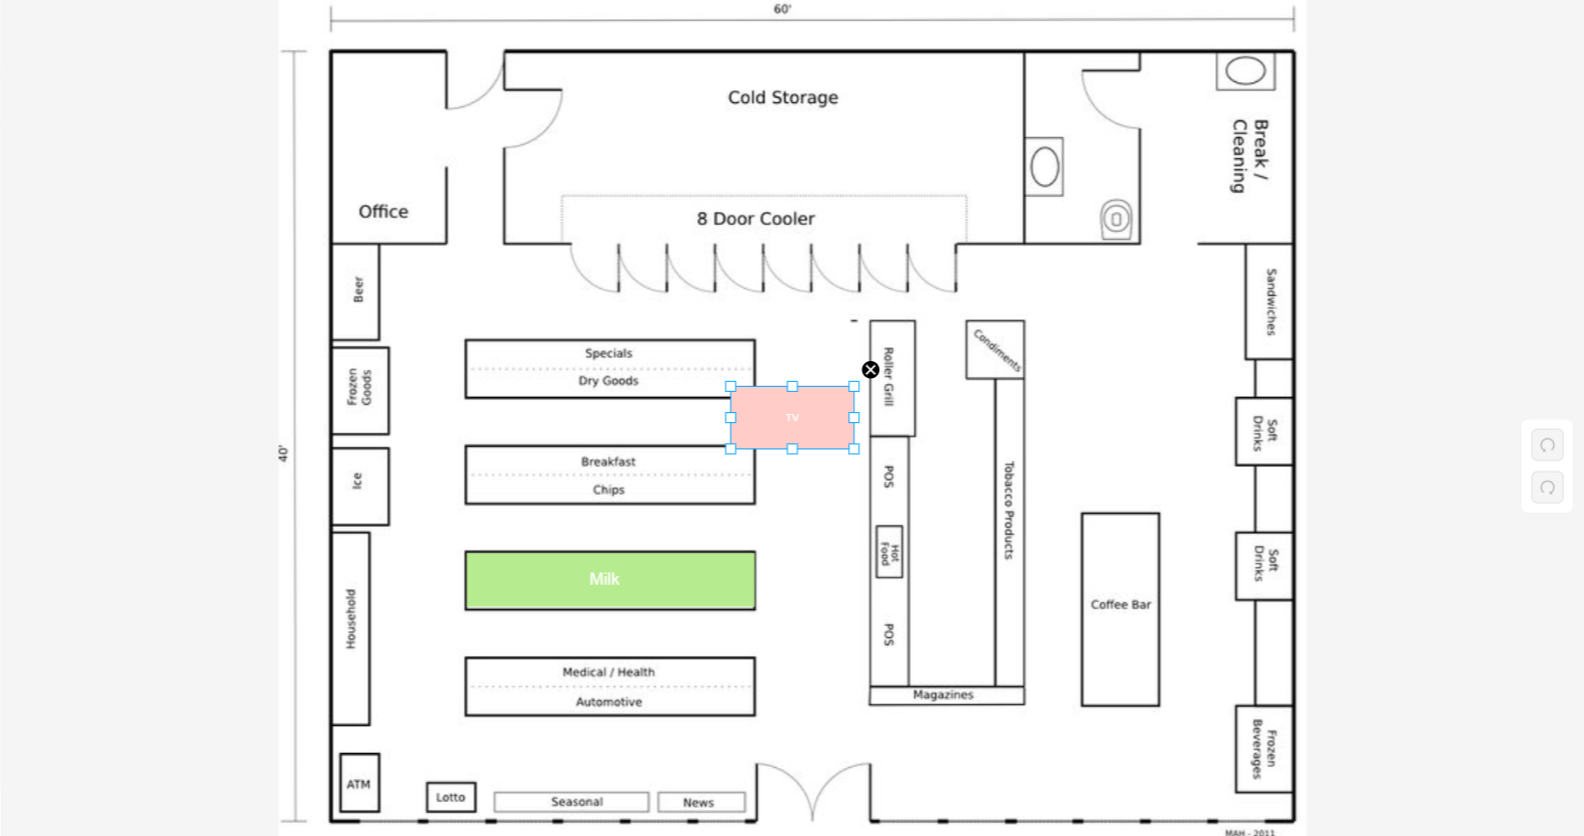 60'
Cold Storage
Break /
Cleaning
Office
8 Door Cooler
Beer
Sandwiches
Specials
Dry Goods
Roller Grill
Condiments
Frozen
Goods
TV
Soft
Drinks
40'
Breakfast
Chips
Ice
POS
Tobacco Products
Hot
Food
Soft
Drinks
Milk
Household
Coffee Bar
POS
Medical / Health
Automotive
Magazines
Frozen
Beverages
ATM
Lotto
Seasonal
News
MAH - 2011